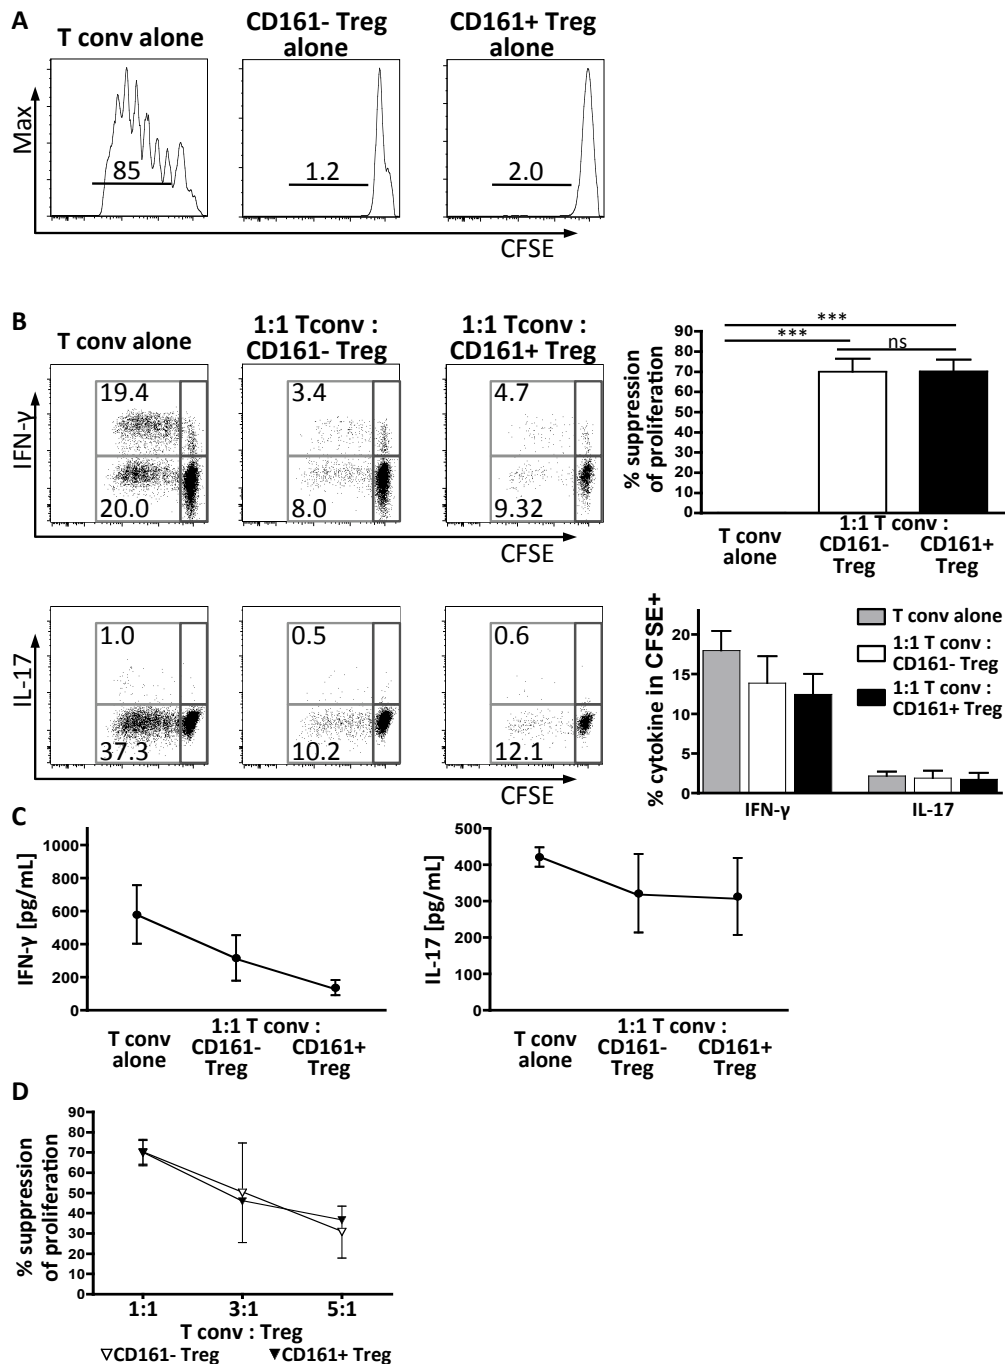 A
T conv alone
CD161- Treg
alone
CD161+ Treg
alone
Max
85
1.2
2.0
CFSE
B
T conv alone
1:1 Tconv :
CD161- Treg
1:1 Tconv :
CD161+ Treg
IFN-γ
19.4
20.0
3.4
8.0
4.7
9.32
CFSE
% suppression
of proliferation
90
80
70
60
50
40
30
20
10
0
***
***
ns
T conv
alone
1:1 T conv :
CD161-
Treg
CD161+
Treg
IL-17
1.0
37.3
0.5
10.2
0.6
12.1
CFSE
% cytokine in CFSE+
20
15
10
5
0
IFN-γ
IL-17
T conv alone
1:1 T conv :
CD161- Treg
1:1 T conv :
CD161+ Treg
C
IFN-γ [pg/mL]
1000
800
600
400
200
0
T conv
alone
1:1 T conv :
CD161-
Treg
CD161+
Treg
IL-17 [pg/mL]
500
400
300
200
100
0
T conv
alone
1:1 T conv :
CD161-
Treg
CD161+
Treg
D
% suppression
of proliferation
90
80
70
60
50
40
30
20
10
0
1:1
3:1
5:1
T conv : Treg
CD161- Treg
CD161+ Treg